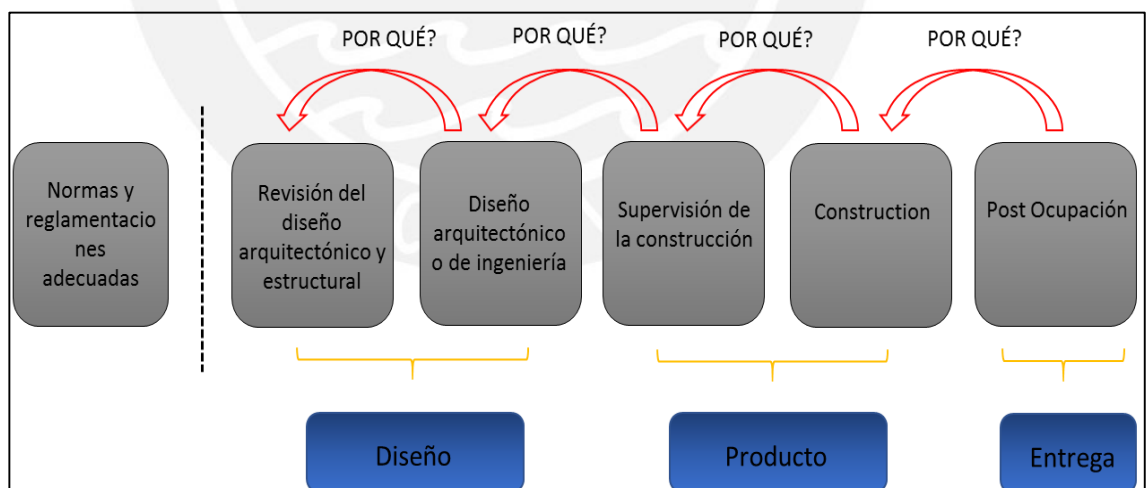 POR QUÉ?
POR QUÉ?
POR QUÉ?
POR QUÉ?
Normas y
reglamentacio
nes
adecuadas
Revisión del
diseño
arquitectónico y
estructural
Diseño
arquitectónic
o de ingeniería
Supervisión de
la construcción
Construction
Post Ocupación
Diseño
Producto
Entrega